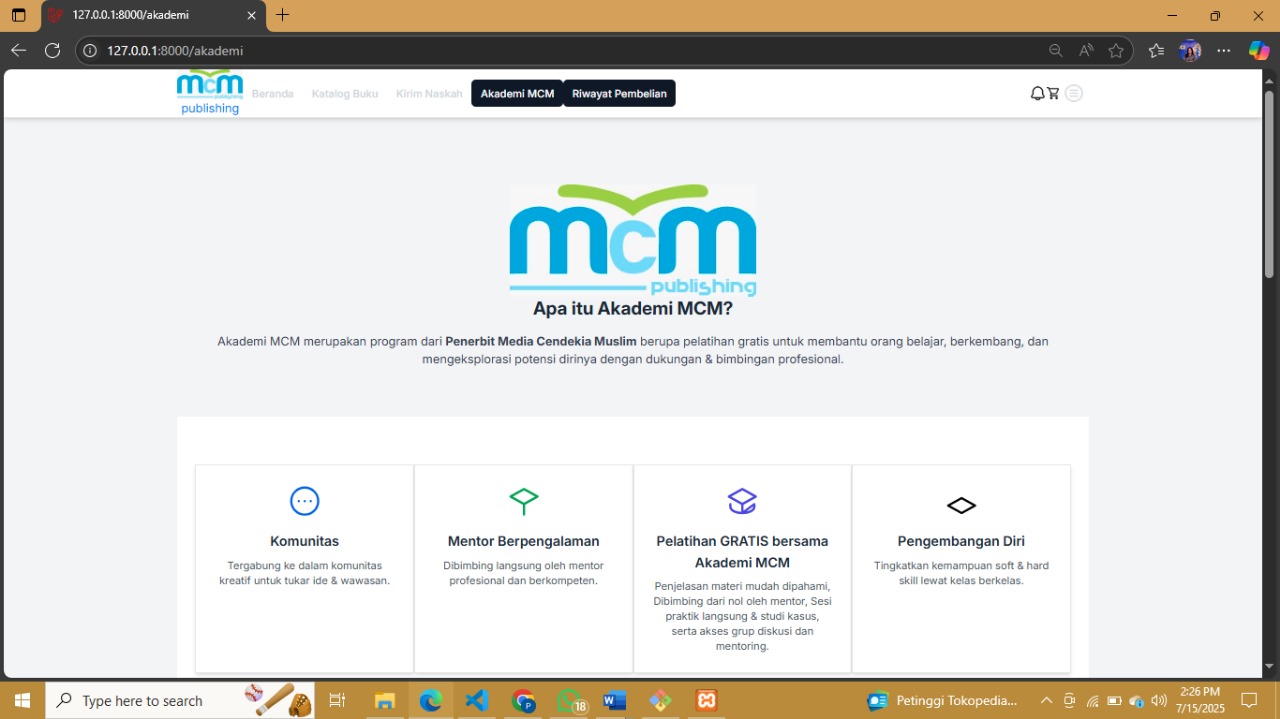 127.0.0.1:8000/akademi
127.0.0.1:8000/akademi
mcm
publishing
publishing
Beranda
Katalog Buku
Kirim Naskah
Akademi MCM
Riwayat Pembelian
mcm
publishing
Apa itu Akademi MCM?
Akademi MCM merupakan program dari Penerbit Media Cendekia Muslim berupa pelatihan gratis untuk membantu orang belajar, berkembang, dan
mengeksplorasi potensi dirinya dengan dukungan & bimbingan profesional.
Komunitas
Tergabung ke dalam komunitas
kreatif untuk tukar ide & wawasan.
Mentor Berpengalaman
Dibimbing langsung oleh mentor
profesional dan berkompeten.
Pelatihan GRATIS bersama
Akademi MCM
Penjelasan materi mudah dipahami,
Dibimbing dari nol oleh mentor, Sesi
praktik langsung & studi kasus,
serta akses grup diskusi dan
mentoring.
Pengembangan Diri
Tingkatkan kemampuan soft & hard
skill lewat kelas berkelas.
Type here to search
18
Petinggi Tokopedia...
2:26 PM
7/15/2025